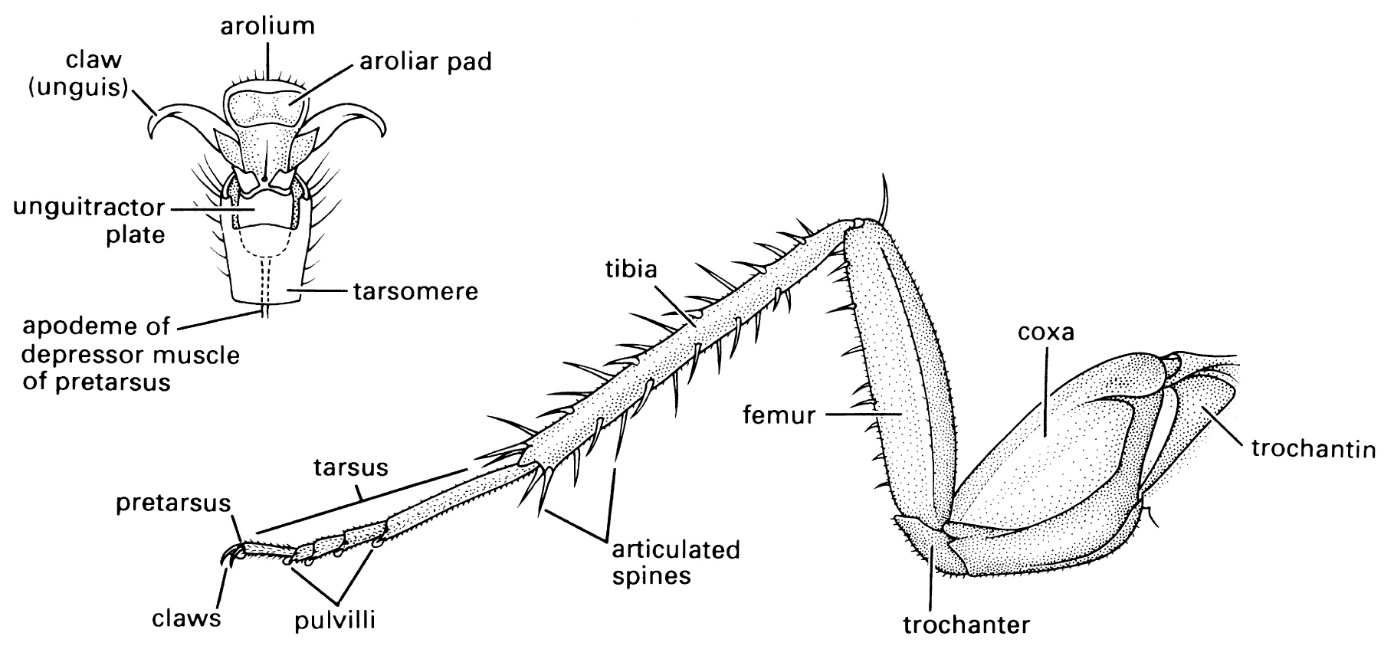 arolium
claw
(unguis)
aroliar pad
unguitractor
plate
tarsomere
apodeme of
depressor muscle
of pretarsus
tibia
coxa
femur
trochantin
tarsus
pretarsus
articulated
spines
claws
pulvilli
trochanter